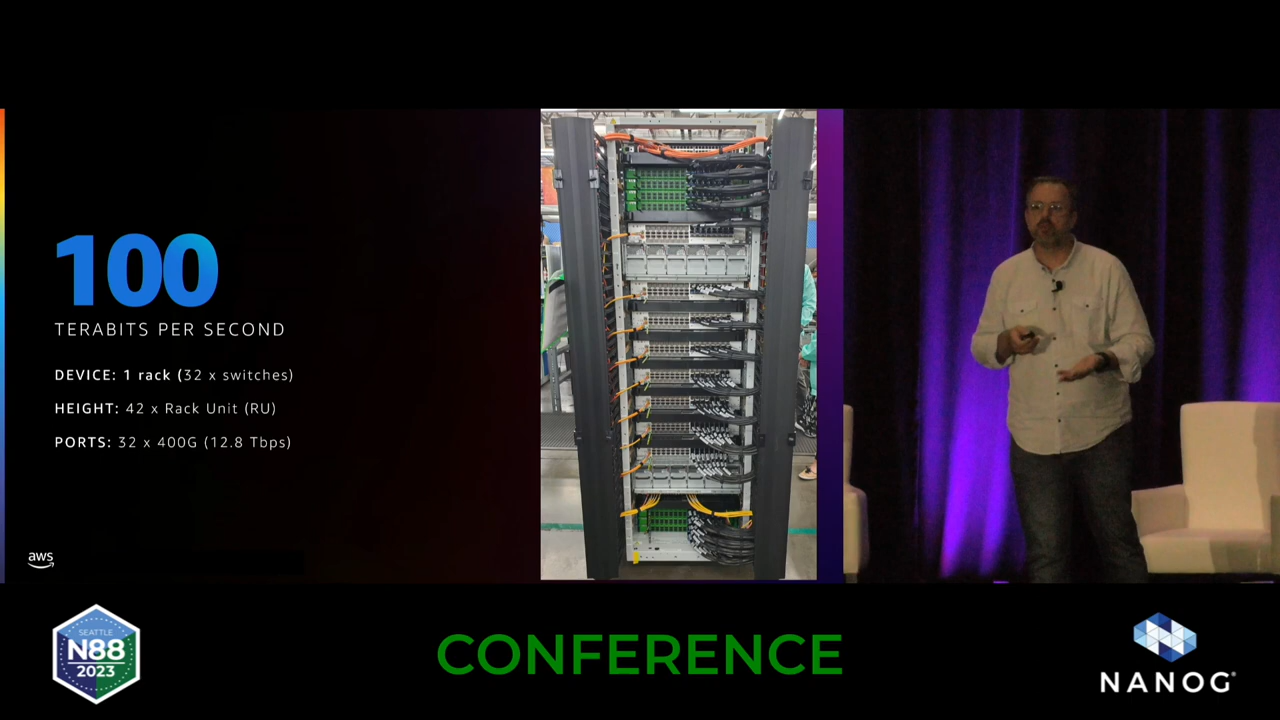 100
TERABITS PER SECOND
DEVICE: 1 rack (32 x switches)
HEIGHT: 42 x Rack Unit (RU)
PORTS: 32 x 400G (12.8 Tbps)
aws
SEATTLE
N88
2023
CONFERENCE
NANOG®